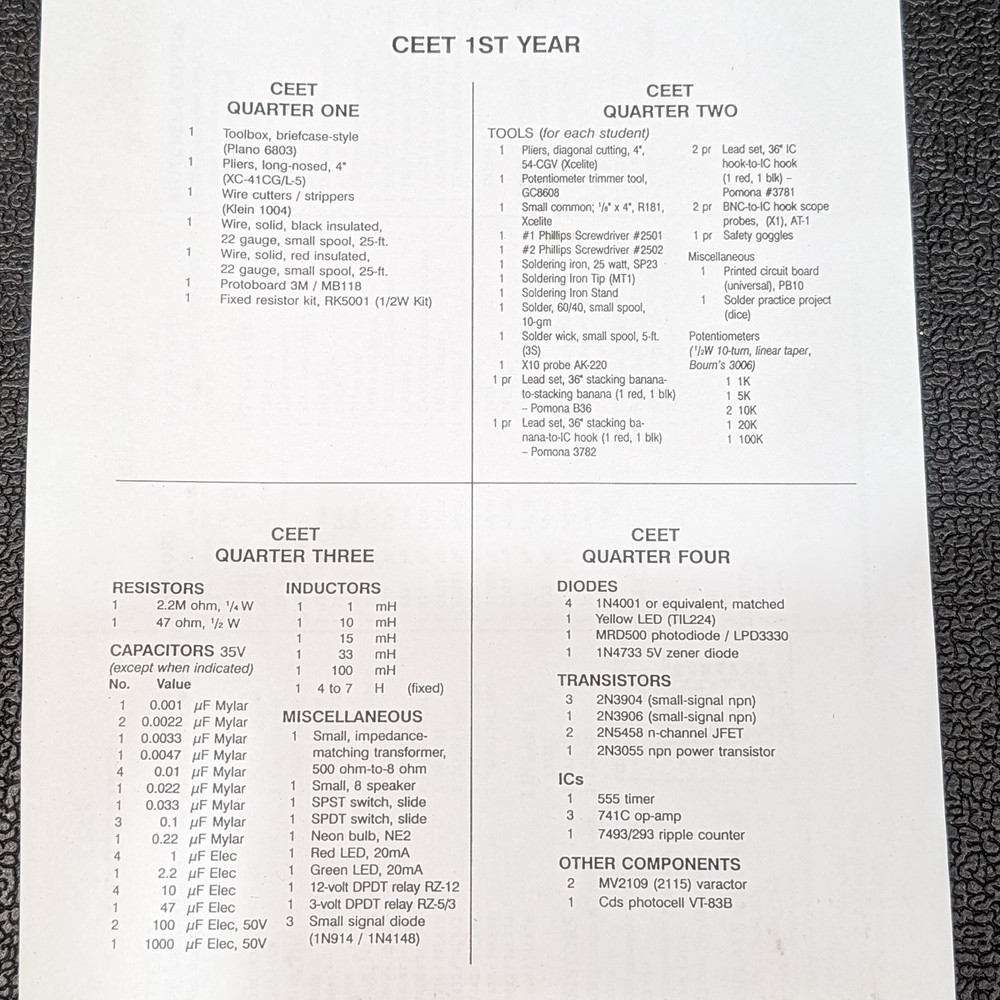 CEET 1ST YEAR
CEET
QUARTER ONE
1 Toolbox, briefcase-style
(Plano 6803)
1 Pliers, long-nosed, 4"
(XC-41CG/L-5)
1 Wire cutters / strippers
(Klein 1004)
1 Wire, solid, black insulated,
22 gauge, small spool, 25-ft.
1 Wire, solid, red insulated,
22 gauge, small spool, 25-ft.
1 Protoboard 3M / MB118
1 Fixed resistor kit, RK5001 (1/2W Kit)
CEET
QUARTER TWO
TOOLS (for each student)
1 Pliers, diagonal cutting, 4",
54-CGV (Xcelite)
1 Potentiometer trimmer tool,
GC8608
1 Small common; 1/8" x 4", R181,
Xcelite
1 #1 Phillips Screwdriver #2501
1 #2 Phillips Screwdriver #2502
1 Soldering iron, 25 watt, SP23
1 Soldering Iron Tip (MT1)
1 Soldering Iron Stand
1 Solder, 60/40, small spool,
10-gm
1 Solder wick, small spool, 5-ft.
(3S)
1 X10 probe AK-220
1 pr Lead set, 36" stacking banana-
to-stacking banana (1 red, 1 blk)
– Pomona B36
1 pr Lead set, 36" stacking ba-
nana-to-IC hook (1 red, 1 blk)
– Pomona 3782
2 pr Lead set, 36" IC
hook-to-IC hook
(1 red, 1 blk) –
Pomona #3781
2 pr BNC-to-IC hook scope
probes, (X1), AT-1
1 pr Safety goggles
Miscellaneous
1 Printed circuit board
(universal), PB10
1 Solder practice project
(dice)
Potentiometers
(1/2W 10-turn, linear taper,
Bourn's 3006)
1 1K
1 5K
2 10K
1 20K
1 100K
CEET
QUARTER THREE
RESISTORS
1 2.2M ohm, 1/4 W
1 47 ohm, 1/2 W
CAPACITORS 35V
(except when indicated)
No. Value
1 0.001 µF Mylar
2 0.0022 µF Mylar
1 0.0033 µF Mylar
1 0.0047 µF Mylar
4 0.01 µF Mylar
1 0.022 µF Mylar
1 0.033 µF Mylar
3 0.1 µF Mylar
1 0.22 µF Mylar
4 1 µF Elec
1 2.2 µF Elec
4 10 µF Elec
1 47 µF Elec
2 100 µF Elec, 50V
1 1000 µF Elec, 50V
INDUCTORS
1 1 mH
1 10 mH
1 15 mH
1 33 mH
1 100 mH
1 4 to 7 H (fixed)
MISCELLANEOUS
1 Small, impedance-
matching transformer,
500 ohm-to-8 ohm
1 Small, 8 speaker
1 SPST switch, slide
1 SPDT switch, slide
1 Neon bulb, NE2
1 Red LED, 20mA
1 Green LED, 20mA
1 12-volt DPDT relay RZ-12
1 3-volt DPDT relay RZ-5/3
3 Small signal diode
(1N914 / 1N4148)
CEET
QUARTER FOUR
DIODES
4 1N4001 or equivalent, matched
1 Yellow LED (TIL224)
1 MRD500 photodiode / LPD3330
1 1N4733 5V zener diode
TRANSISTORS
3 2N3904 (small-signal npn)
1 2N3906 (small-signal npn)
2 2N5458 n-channel JFET
1 2N3055 npn power transistor
ICs
1 555 timer
3 741C op-amp
1 7493/293 ripple counter
OTHER COMPONENTS
2 MV2109 (2115) varactor
1 Cds photocell VT-83B